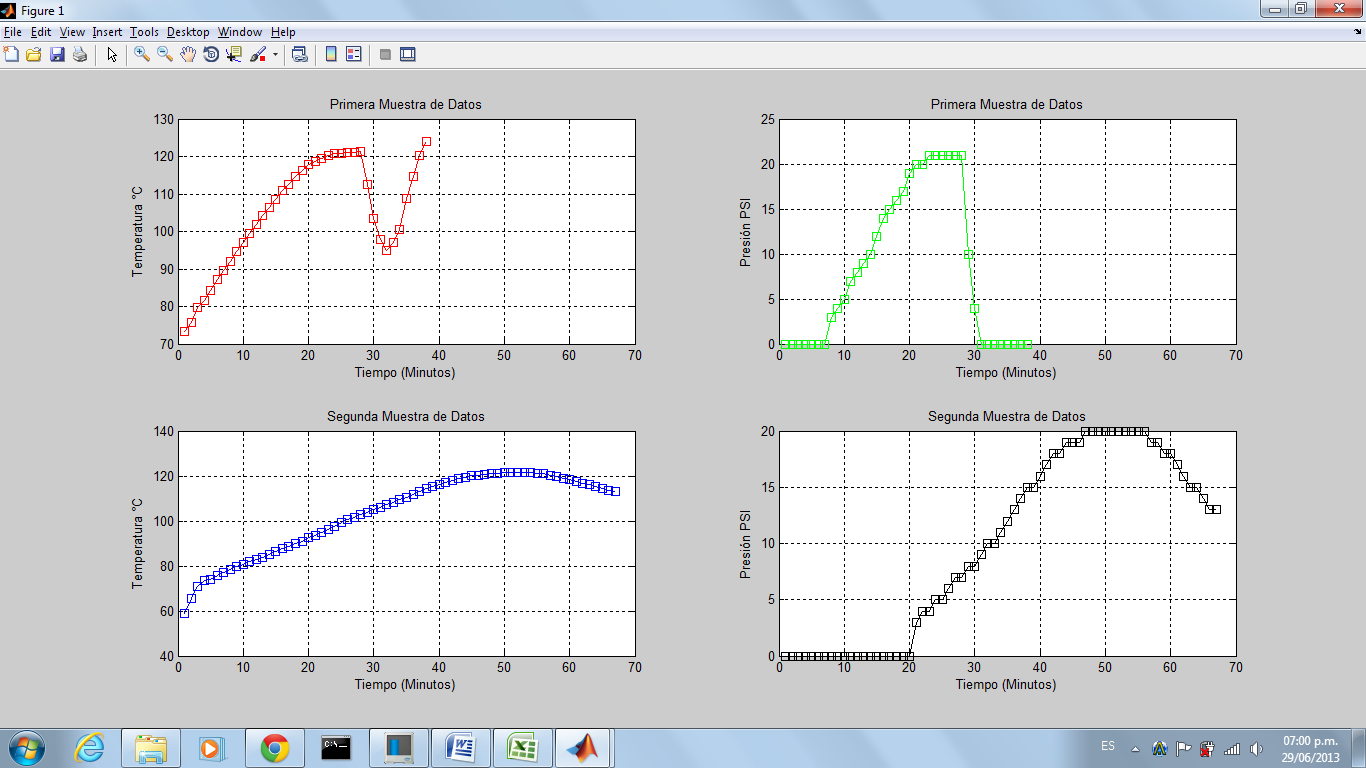 Figure 1
File Edit View Insert Tools Desktop Window Help
Primera Muestra de Datos
130
120
110
100
90
80
70
Temperatura °C
0 10 20 30 40 50 60 70
Tiempo (Minutos)
Primera Muestra de Datos
25
20
15
10
5
0
Presión PSI
0 10 20 30 40 50 60 70
Tiempo (Minutos)
Segunda Muestra de Datos
140
120
100
80
60
40
Temperatura °C
0 10 20 30 40 50 60 70
Tiempo (Minutos)
Segunda Muestra de Datos
20
15
10
5
0
Presión PSI
0 10 20 30 40 50 60 70
Tiempo (Minutos)
C:\
W
X
ES
07:00 p.m.
29/06/2013